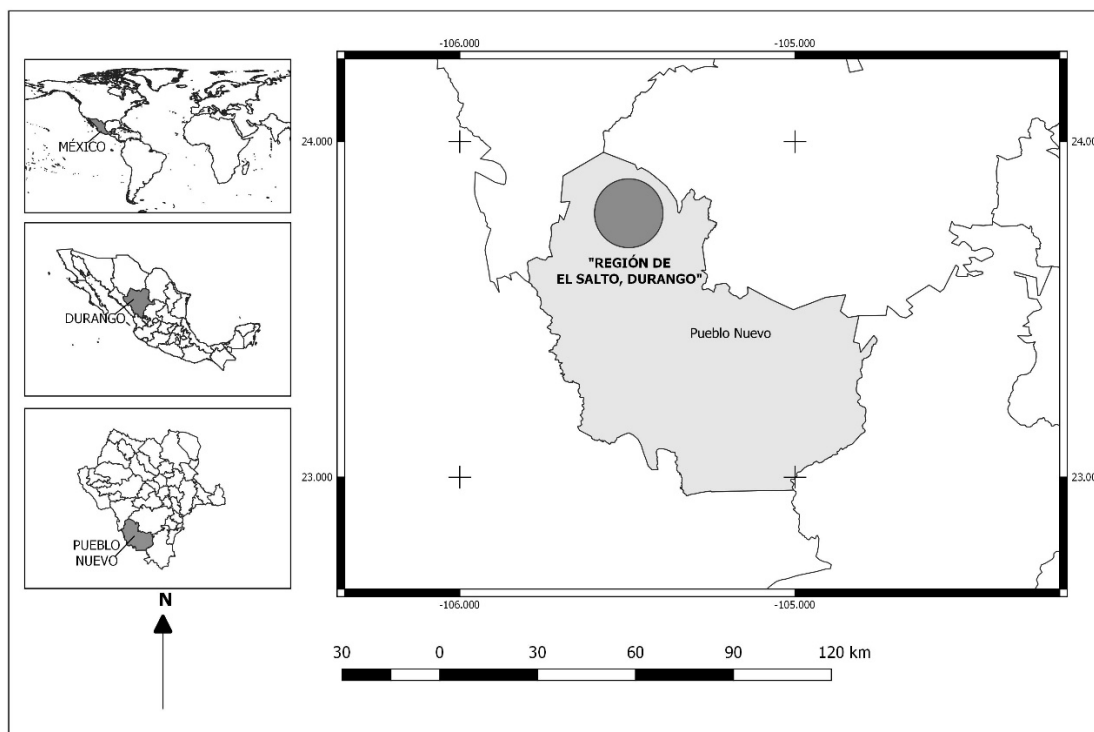 MÉXICO
DURANGO
PUEBLO
NUEVO
N
-106.000
-105.000
24.000
24.000
"REGIÓN DE
EL SALTO, DURANGO"
Pueblo Nuevo
23.000
23.000
-106.000
-105.000
30 0 30 60 90 120 km